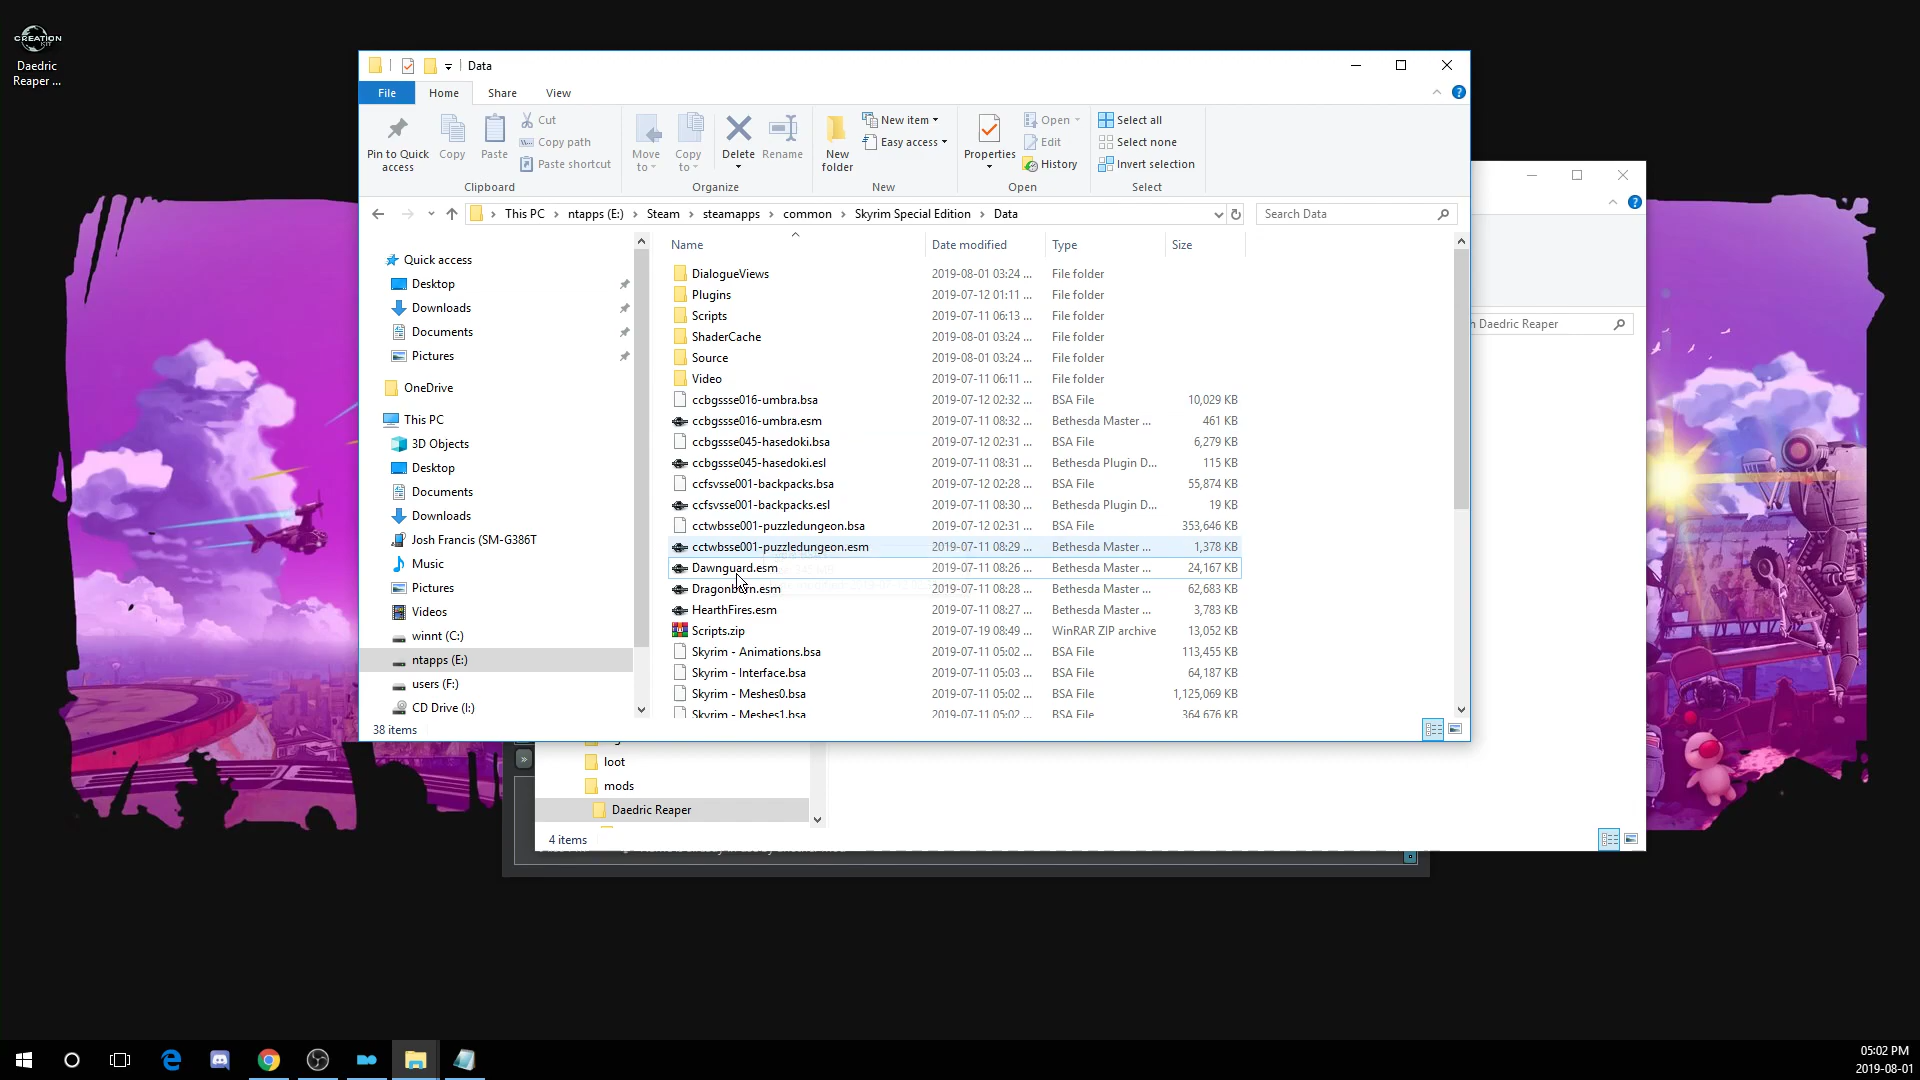 CREATION
KIT
Daedric
Reaper ...
Data
File
Home
Share
View
Pin to Quick
access
Copy
Paste
Cut
Copy path
Paste shortcut
Clipboard
Move
to
Copy
to
Delete
Rename
Organize
New
folder
New item
Easy access
New
Properties
Open
Edit
History
Open
Select all
Select none
Invert selection
Select
This PC > ntapps (E:) > Steam > steamapps > common > Skyrim Special Edition > Data
Search Data
Name Date modified Type Size
Quick access
Desktop
Downloads
Documents
Pictures
OneDrive
This PC
3D Objects
Desktop
Documents
Downloads
Josh Francis (SM-G386T
Music
Pictures
Videos
winnt (C:)
ntapps (E:)
users (F:)
CD Drive (I:)
DialogueViews 2019-08-01 03:24 ... File folder
Plugins 2019-07-12 01:11 ... File folder
Scripts 2019-07-11 06:13 ... File folder
ShaderCache 2019-08-01 03:24 ... File folder
Source 2019-08-01 03:24 ... File folder
Video 2019-07-11 06:11 ... File folder
ccbgssse016-umbra.bsa 2019-07-12 02:32 ... BSA File 10,029 KB
ccbgssse016-umbra.esm 2019-07-11 08:32 ... Bethesda Master ... 461 KB
ccbgssse045-hasedoki.bsa 2019-07-12 02:31 ... BSA File 6,279 KB
ccbgssse045-hasedoki.esl 2019-07-11 08:31 ... Bethesda Plugin D... 115 KB
ccfsvsse001-backpacks.bsa 2019-07-12 02:28 ... BSA File 55,874 KB
ccfsvsse001-backpacks.esl 2019-07-11 08:30 ... Bethesda Plugin D... 19 KB
cctwbsse001-puzzledungeon.bsa 2019-07-12 02:31 ... BSA File 353,646 KB
cctwbsse001-puzzledungeon.esm 2019-07-11 08:29 ... Bethesda Master ... 1,378 KB
Dawnguard.esm 2019-07-11 08:26 ... Bethesda Master ... 24,167 KB
Dragonborn.esm 2019-07-11 08:28 ... Bethesda Master ... 62,683 KB
HearthFires.esm 2019-07-11 08:27 ... Bethesda Master ... 3,783 KB
Scripts.zip 2019-07-19 08:49 ... WinRAR ZIP archive 13,052 KB
Skyrim - Animations.bsa 2019-07-11 05:02 ... BSA File 113,455 KB
Skyrim - Interface.bsa 2019-07-11 05:03 ... BSA File 64,187 KB
Skyrim - Meshes0.bsa 2019-07-11 05:02 ... BSA File 1,125,069 KB
Skyrim - Meshes1.bsa 2019-07-11 05:02 ... BSA File 364,676 KB
38 items
Daedric Reaper
loot
mods
Daedric Reaper
4 items
05:02 PM
2019-08-01